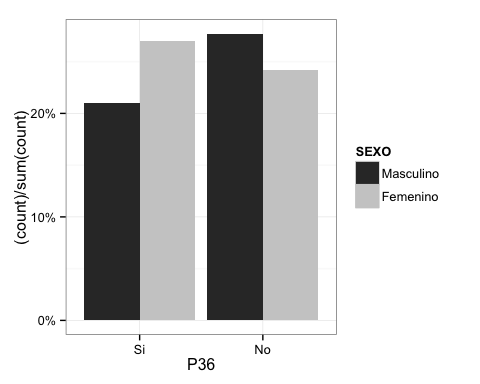 (count)/sum(count)
20%
10%
0%
Si
No
P36
SEXO
Masculino
Femenino